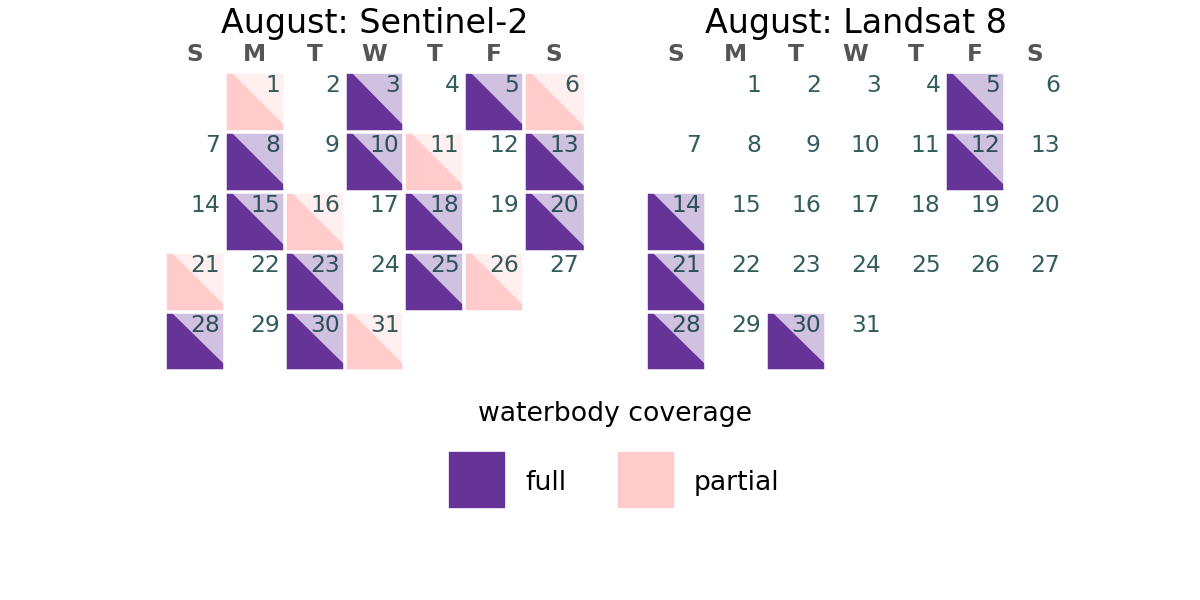 August: Sentinel-2
S M T W T F S
1 2 3 4 5 6
7 8 9 10 11 12 13
14 15 16 17 18 19 20
21 22 23 24 25 26 27
28 29 30 31
August: Landsat 8
S M T W T F S
1 2 3 4 5 6
7 8 9 10 11 12 13
14 15 16 17 18 19 20
21 22 23 24 25 26 27
28 29 30 31
waterbody coverage
full
partial